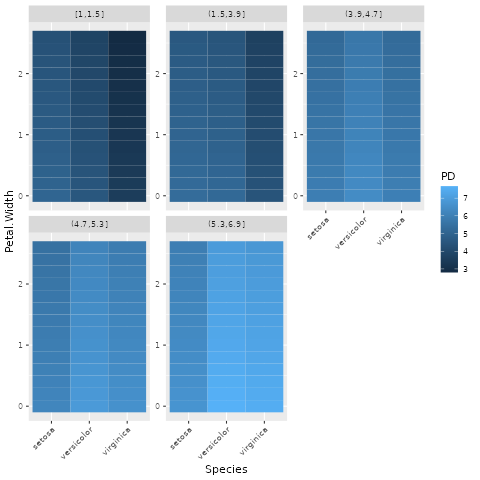 [1,1.5]
(1.5,3.9]
(3.9,4.7]
2
1
0
2
1
0
2
1
0
setosa
versicolor
virginica
(4.7,5.3]
(5.3,6.9]
2
1
0
2
1
0
setosa
versicolor
virginica
setosa
versicolor
virginica
Species
Petal.Width
PD
7
6
5
4
3